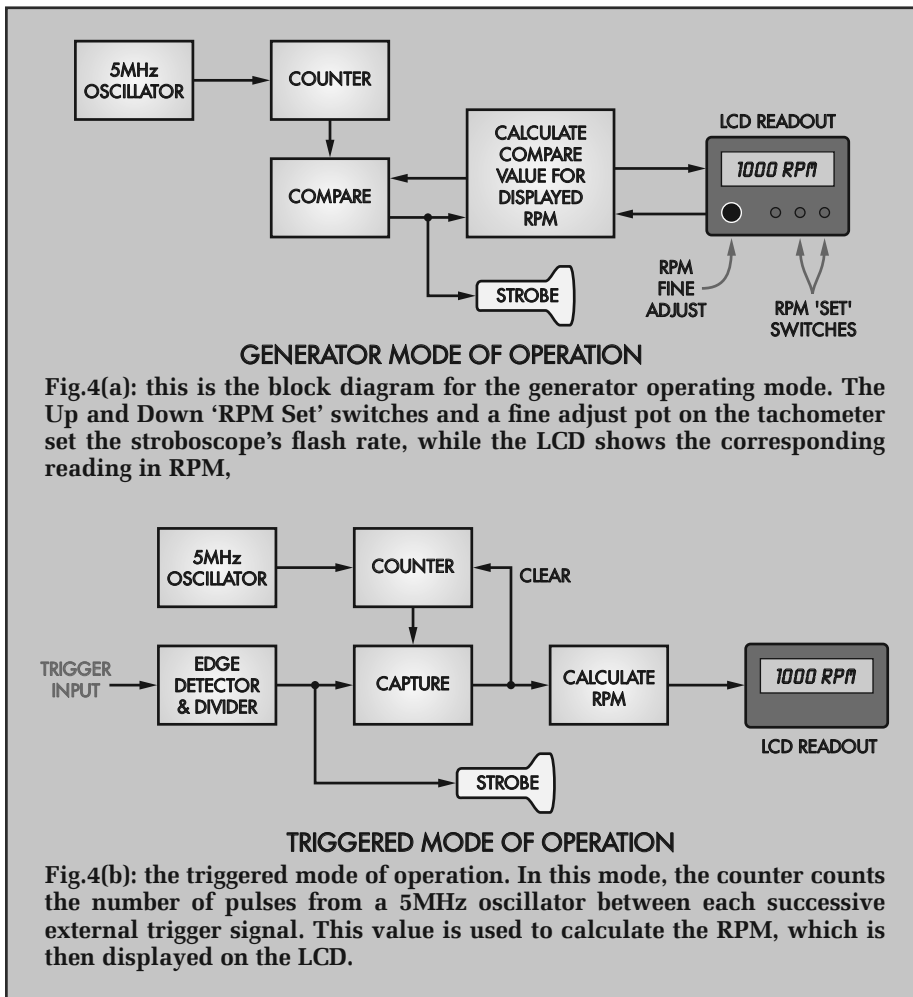 5MHz
OSCILLATOR
COUNTER
COMPARE
CALCULATE
COMPARE
VALUE FOR
DISPLAYED
RPM
LCD READOUT
1000 RPM
RPM
FINE
ADJUST
RPM 'SET'
SWITCHES
STROBE
GENERATOR MODE OF OPERATION
Fig.4(a): this is the block diagram for the generator operating mode. The
Up and Down ‘RPM Set’ switches and a fine adjust pot on the tachometer
set the stroboscope’s flash rate, while the LCD shows the corresponding
reading in RPM,
5MHz
OSCILLATOR
COUNTER
CLEAR
TRIGGER
INPUT
EDGE
DETECTOR
& DIVIDER
CAPTURE
CALCULATE
RPM
1000 RPM
LCD READOUT
STROBE
TRIGGERED MODE OF OPERATION
Fig.4(b): the triggered mode of operation. In this mode, the counter counts
the number of pulses from a 5MHz oscillator between each successive
external trigger signal. This value is used to calculate the RPM, which is
then displayed on the LCD.